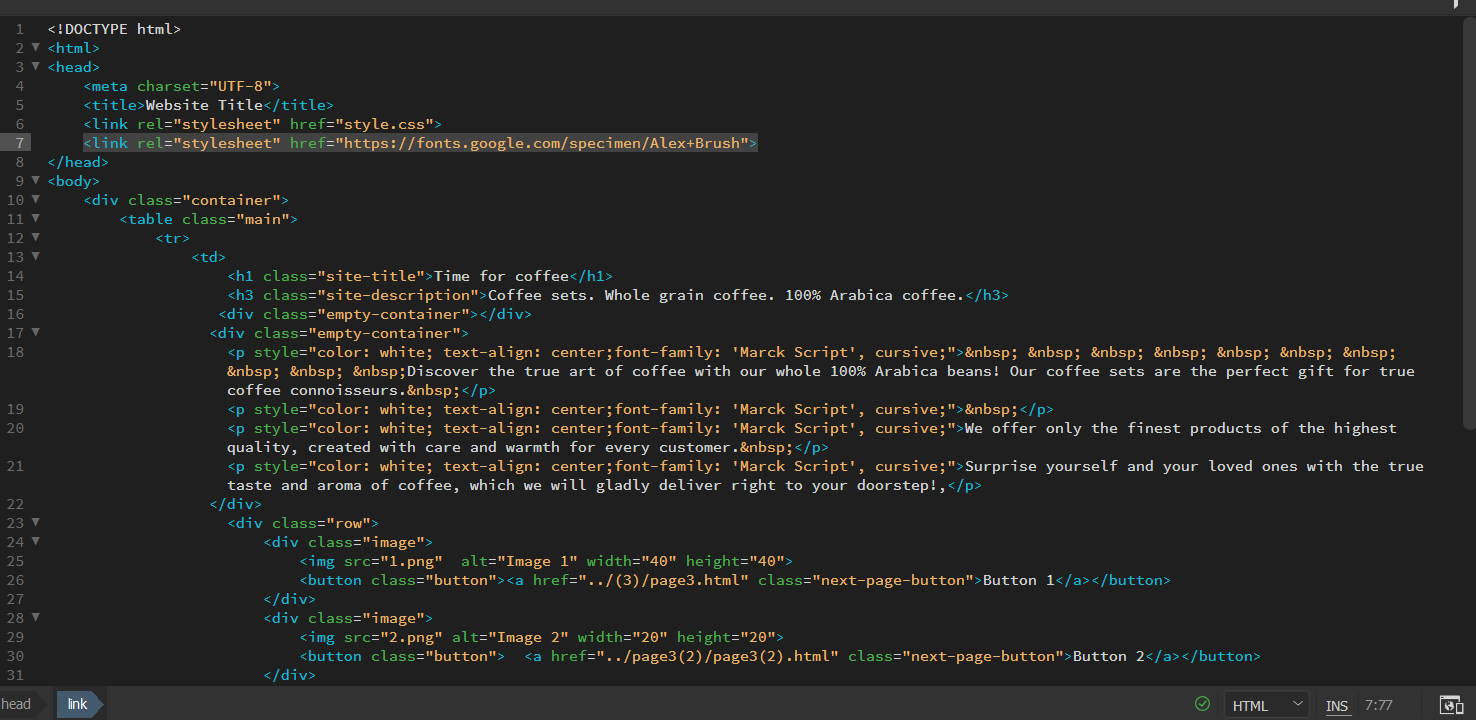 1 <!DOCTYPE html>
2 <html>
3 <head>
4 <meta charset="UTF-8">
5 <title>Website Title</title>
6 <link rel="stylesheet" href="style.css">
7 <link rel="stylesheet" href="https://fonts.google.com/specimen/Alex+Brush">
8 </head>
9 <body>
10 <div class="container">
11 <table class="main">
12 <tr>
13 <td>
14 <h1 class="site-title">Time for coffee</h1>
15 <h3 class="site-description">Coffee sets. Whole grain coffee. 100% Arabica coffee.</h3>
16 <div class="empty-container"></div>
17 <div class="empty-container">
18 <p style="color: white; text-align: center;font-family: 'Marck Script', cursive;">&nbsp; &nbsp; &nbsp; &nbsp; &nbsp; &nbsp; &nbsp;
&nbsp; &nbsp; &nbsp;Discover the true art of coffee with our whole 100% Arabica beans! Our coffee sets are the perfect gift for true
coffee connoisseurs.&nbsp;</p>
19 <p style="color: white; text-align: center;font-family: 'Marck Script', cursive;">&nbsp;</p>
20 <p style="color: white; text-align: center;font-family: 'Marck Script', cursive;">We offer only the finest products of the highest
quality, created with care and warmth for every customer.&nbsp;</p>
21 <p style="color: white; text-align: center;font-family: 'Marck Script', cursive;">Surprise yourself and your loved ones with the true
taste and aroma of coffee, which we will gladly deliver right to your doorstep!,</p>
22 </div>
23 <div class="row">
24 <div class="image">
25 <img src="1.png"  alt="Image 1" width="40" height="40">
26 <button class="button"><a href="../(3)/page3.html" class="next-page-button">Button 1</a></button>
27 </div>
28 <div class="image">
29 <img src="2.png" alt="Image 2" width="20" height="20">
30 <button class="button">  <a href="../page3(2)/page3(2).html" class="next-page-button">Button 2</a></button>
31 </div>
head link HTML INS 7:77